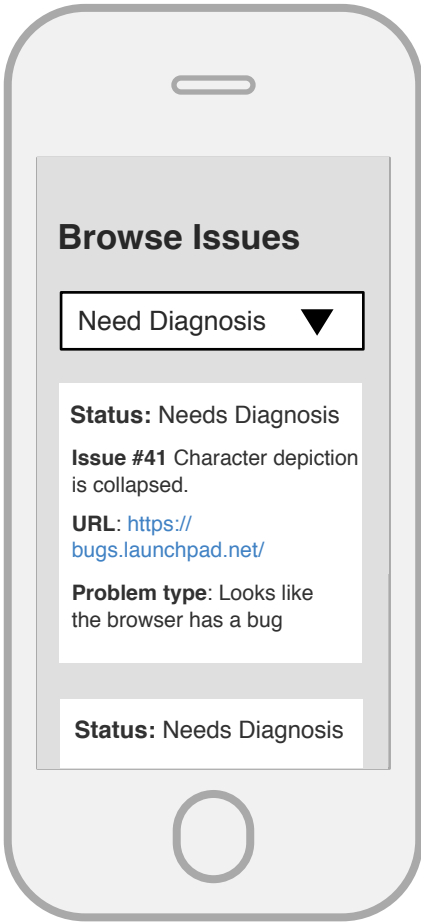 Browse Issues
Need Diagnosis
Status: Needs Diagnosis
Issue #41 Character depiction
is collapsed.
URL: https://
bugs.launchpad.net/
Problem type: Looks like
the browser has a bug
Status: Needs Diagnosis